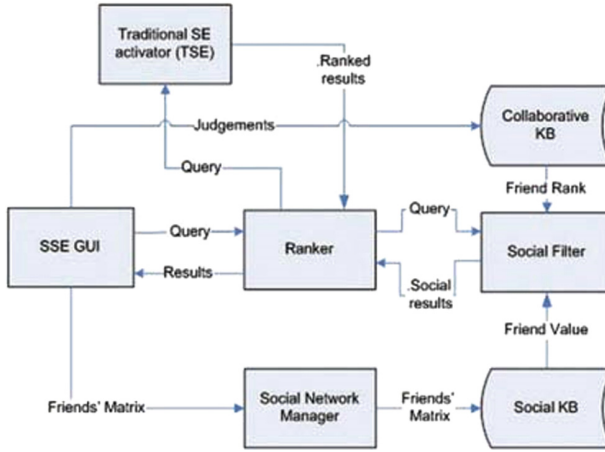 Traditional SE
activator (TSE)
.Ranked
results
Collaborative
KB
Judgements
Query
Friend Rank
SSE GUI
Query
Results
Ranker
Query
.Social
results
Social Filter
Friend Value
Friends' Matrix
Social Network
Manager
Friends'
Matrix
Social KB